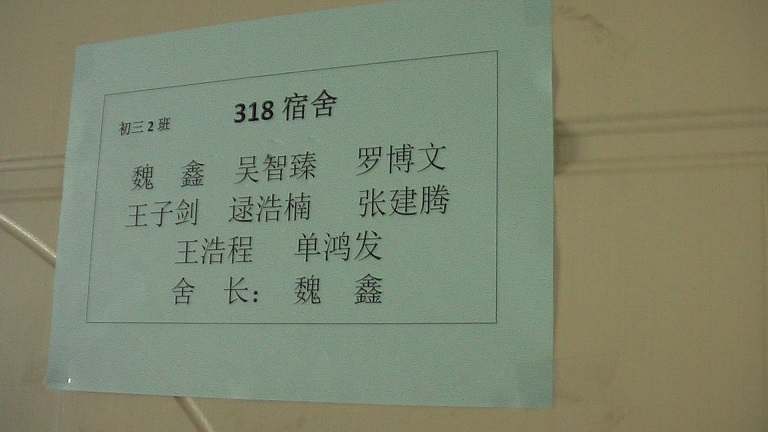 初三2班 318宿舍
魏 鑫 吴智臻 罗博文
王子剑 逯浩楠 张建腾
王浩程 单鸿发
舍 长： 魏 鑫